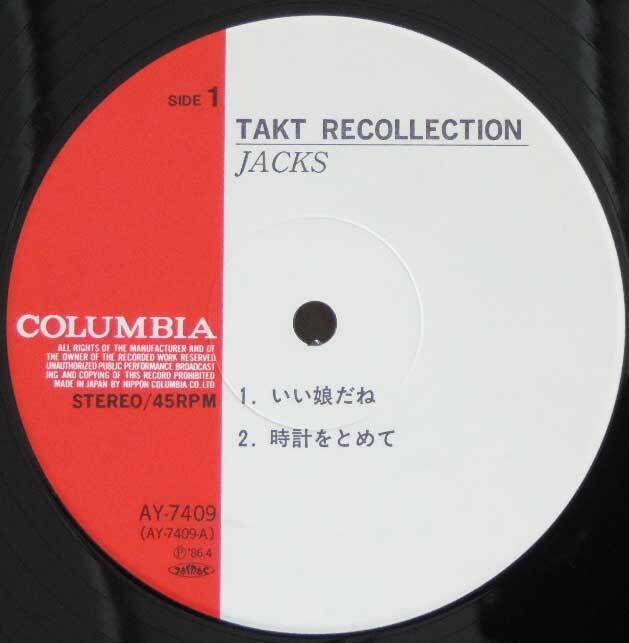 SIDE 1
TAKT RECOLLECTION
JACKS
COLUMBIA
ALL RIGHTS OF THE MANUFACTURER AND OF
THE OWNER OF THE RECORDED WORK RESERVED.
UNAUTHORIZED PUBLIC PERFORMANCE, BROADCAST
ING AND COPYING OF THIS RECORD PROHIBITED
MADE IN JAPAN BY NIPPON COLUMBIA CO. LTD
STEREO/45RPM
1. いい娘だね
2. 時計をとめて
AY-7409
(AY-7409-A)
Ⓟ'86.4
JASRAC